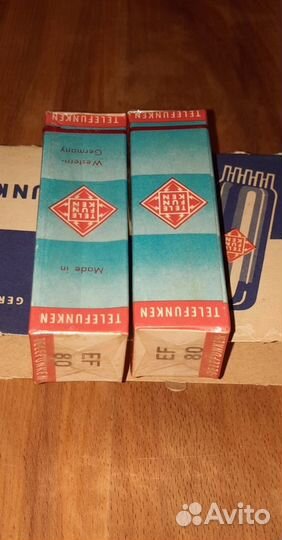 TELEFUNKEN
TELEFUNKEN
Made in
Western-
Germany
TELE
FUN
KEN
TELE
FUN
KEN
TELE
FUN
KEN
UNK
GER
TELEFUNKEN
TELEFUNKEN
EF
80
EF
80
Avito